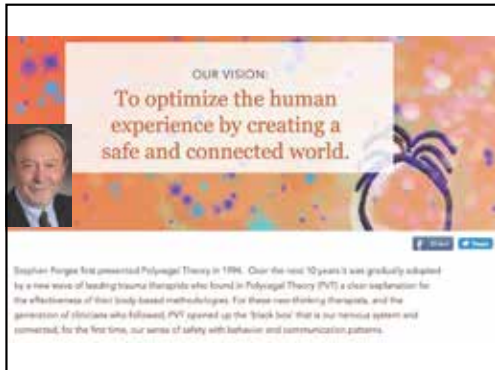 OUR VISION:
To optimize the human
experience by creating a
safe and connected world.
Share Tweet
Stephen Porges first presented Polyvagal Theory in 1994. Over the next 10 years it was gradually adopted
by a new wave of leading trauma therapists who found in Polyvagal Theory (PVT) a clear explanation for
the effectiveness of their body-based methodologies. For these new-thinking therapists, and the
generation of clinicians who followed, PVT opened up the 'black box' that is our nervous system and
connected, for the first time, our sense of safety with behavior and communication patterns.